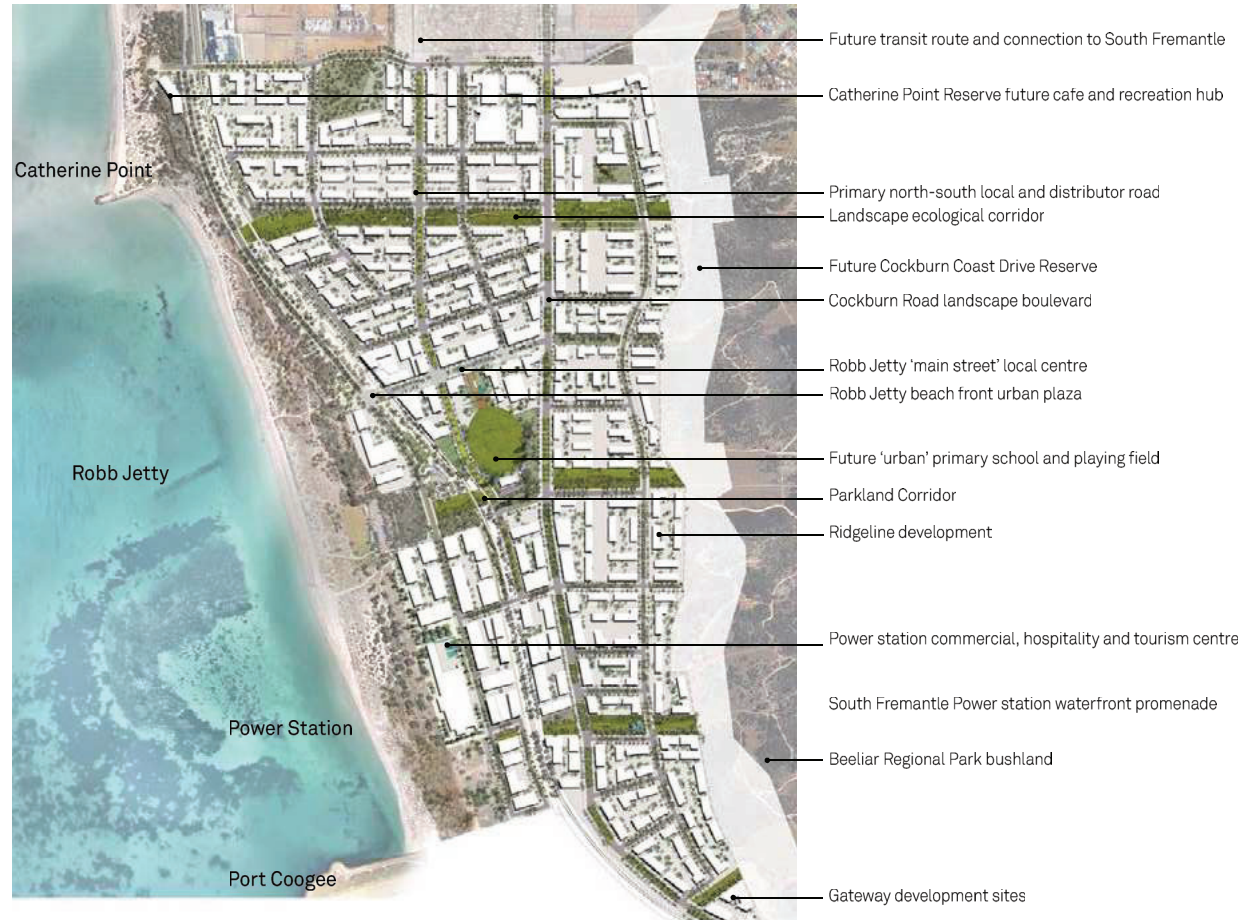 Future transit route and connection to South Fremantle
Catherine Point Reserve future cafe and recreation hub
Catherine Point
Primary north-south local and distributor road
Landscape ecological corridor
Future Cockburn Coast Drive Reserve
Cockburn Road landscape boulevard
Robb Jetty ‘main street’ local centre
Robb Jetty beach front urban plaza
Robb Jetty
Future ‘urban’ primary school and playing field
Parkland Corridor
Ridgeline development
Power station commercial, hospitality and tourism centre
South Fremantle Power station waterfront promenade
Power Station
Beeliar Regional Park bushland
Port Coogee
Gateway development sites